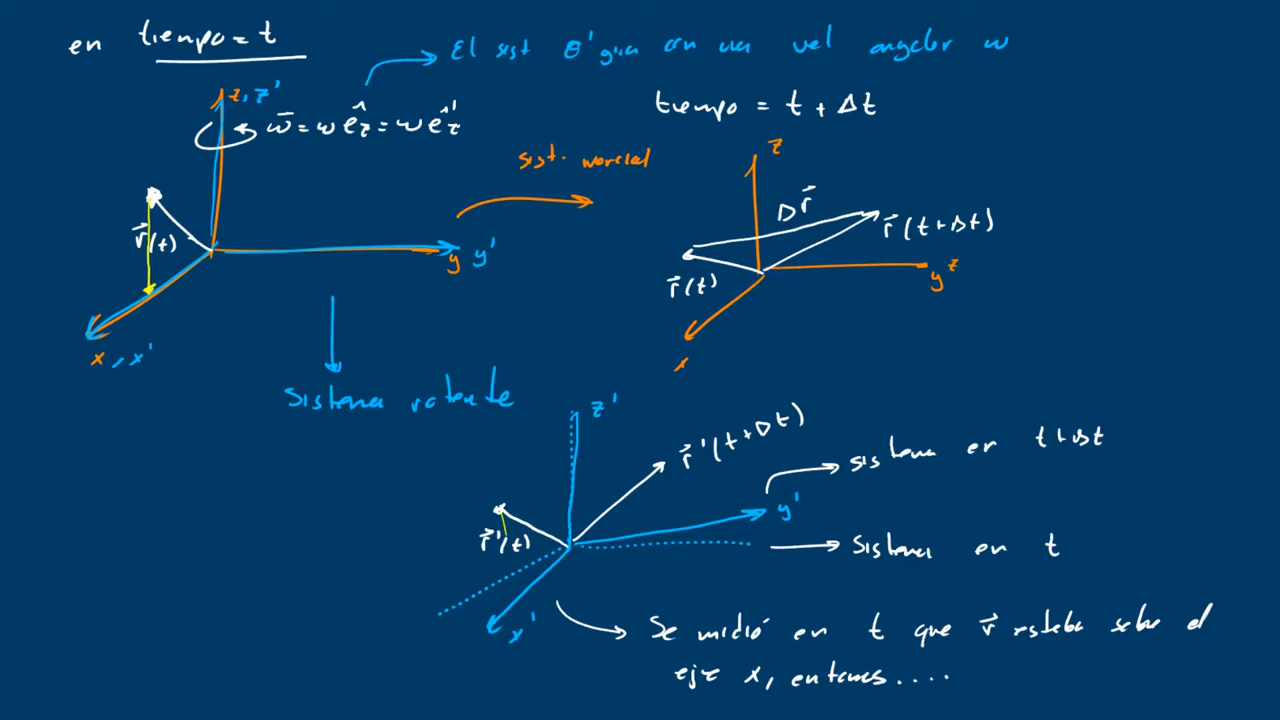 en tiempo = t
El sist O' gira con una vel angular ω
z, z'
ω⃗ = ω ê_z = ω ê'_z
tiempo = t + Δt
sist. inercial
z
Δr⃗
r⃗(t)
r⃗(t+Δt)
y y'
r⃗(t)
y z
x, x'
x
Sistema rotante
z'
r⃗'(t+Δt)
sistema en t+Δt
y'
r⃗'(t)
Sistema en t
x'
Se midió en t que r⃗ estaba sobre el
eje x, entonces....